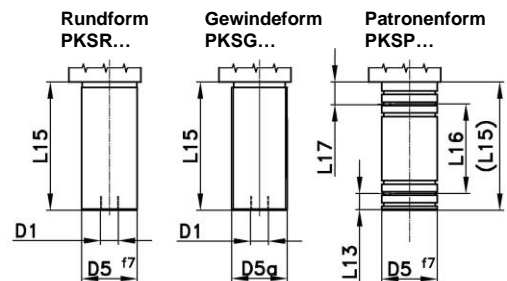 Rundform
PKSR...
Gewindeform
PKSG...
Patronenform
PKSP...
L15
D1
D5 f7
L15
D1
D5g
L17
L16
(L15)
L13
D5 f7